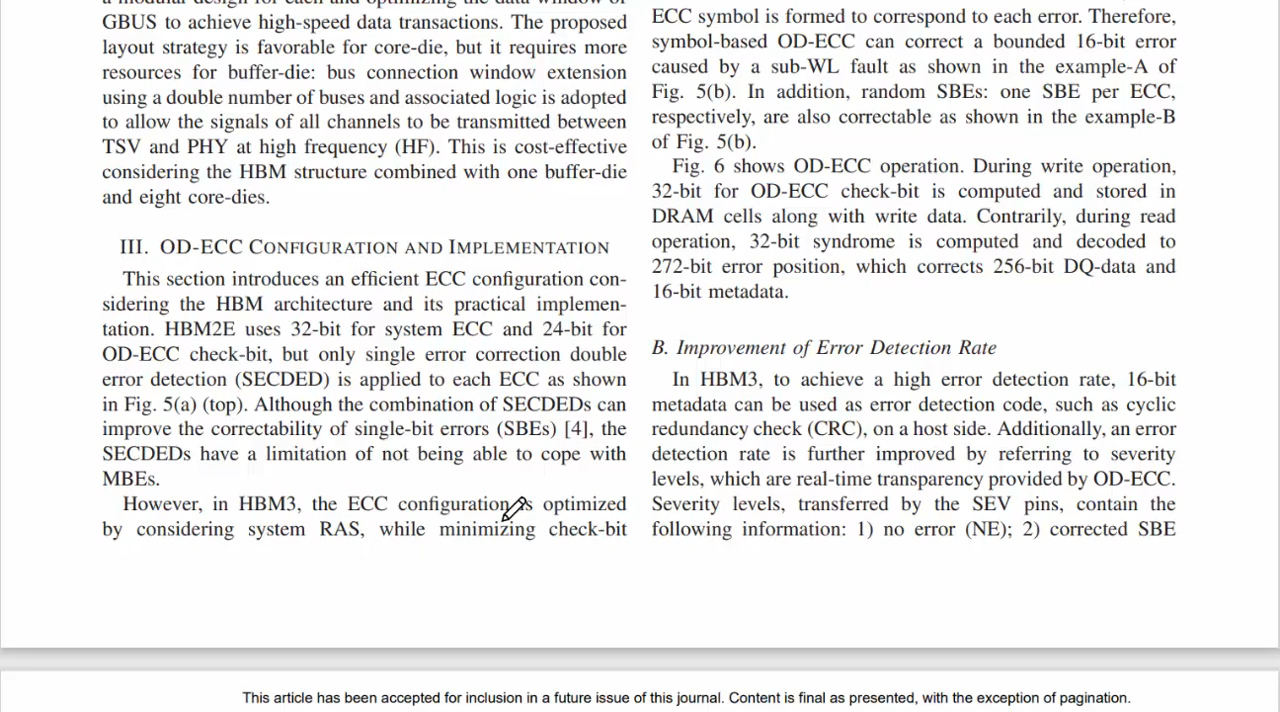 GBUS to achieve high-speed data transactions. The proposed
layout strategy is favorable for core-die, but it requires more
resources for buffer-die: bus connection window extension
using a double number of buses and associated logic is adopted
to allow the signals of all channels to be transmitted between
TSV and PHY at high frequency (HF). This is cost-effective
considering the HBM structure combined with one buffer-die
and eight core-dies.
III. OD-ECC CONFIGURATION AND IMPLEMENTATION
This section introduces an efficient ECC configuration con-
sidering the HBM architecture and its practical implemen-
tation. HBM2E uses 32-bit for system ECC and 24-bit for
OD-ECC check-bit, but only single error correction double
error detection (SECDED) is applied to each ECC as shown
in Fig. 5(a) (top). Although the combination of SECDEDs can
improve the correctability of single-bit errors (SBEs) [4], the
SECDEDs have a limitation of not being able to cope with
MBEs.
However, in HBM3, the ECC configuration is optimized
by considering system RAS, while minimizing check-bit
ECC symbol is formed to correspond to each error. Therefore,
symbol-based OD-ECC can correct a bounded 16-bit error
caused by a sub-WL fault as shown in the example-A of
Fig. 5(b). In addition, random SBEs: one SBE per ECC,
respectively, are also correctable as shown in the example-B
of Fig. 5(b).
Fig. 6 shows OD-ECC operation. During write operation,
32-bit for OD-ECC check-bit is computed and stored in
DRAM cells along with write data. Contrarily, during read
operation, 32-bit syndrome is computed and decoded to
272-bit error position, which corrects 256-bit DQ-data and
16-bit metadata.
B. Improvement of Error Detection Rate
In HBM3, to achieve a high error detection rate, 16-bit
metadata can be used as error detection code, such as cyclic
redundancy check (CRC), on a host side. Additionally, an error
detection rate is further improved by referring to severity
levels, which are real-time transparency provided by OD-ECC.
Severity levels, transferred by the SEV pins, contain the
following information: 1) no error (NE); 2) corrected SBE
This article has been accepted for inclusion in a future issue of this journal. Content is final as presented, with the exception of pagination.